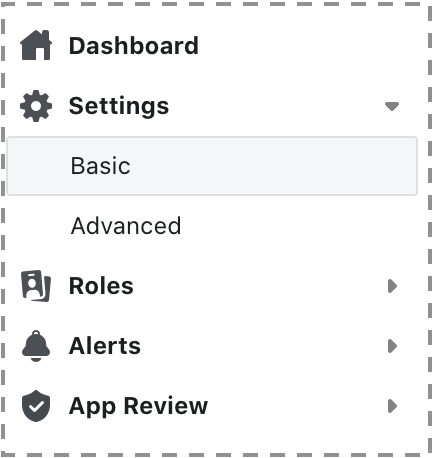 Dashboard
Settings
Basic
Advanced
Roles
Alerts
App Review